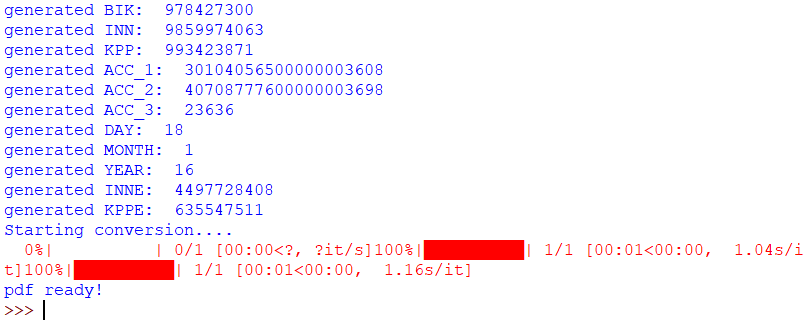 generated BIK:  978427300
generated INN:  9859974063
generated KPP:  993423871
generated ACC_1:  30104056500000003608
generated ACC_2:  40708777600000003698
generated ACC_3:  23636
generated DAY:  18
generated MONTH:  1
generated YEAR:  16
generated INNE:  4497728408
generated KPPE:  635547511
Starting conversion....
  0%|          | 0/1 [00:00<?, ?it/s]100%|██████████| 1/1 [00:01<00:00,  1.04s/i
t]100%|██████████| 1/1 [00:01<00:00,  1.16s/it]
pdf ready!
>>>